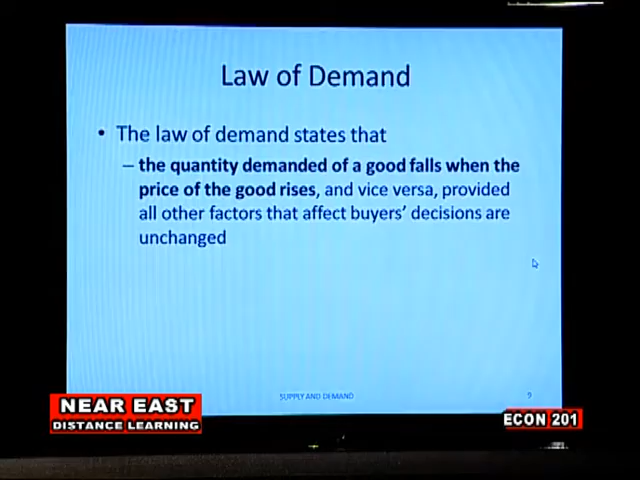 Law of Demand
• The law of demand states that
– the quantity demanded of a good falls when the
price of the good rises, and vice versa, provided
all other factors that affect buyers' decisions are
unchanged
SUPPLY AND DEMAND
9
NEAR EAST
DISTANCE LEARNING
ECON 201